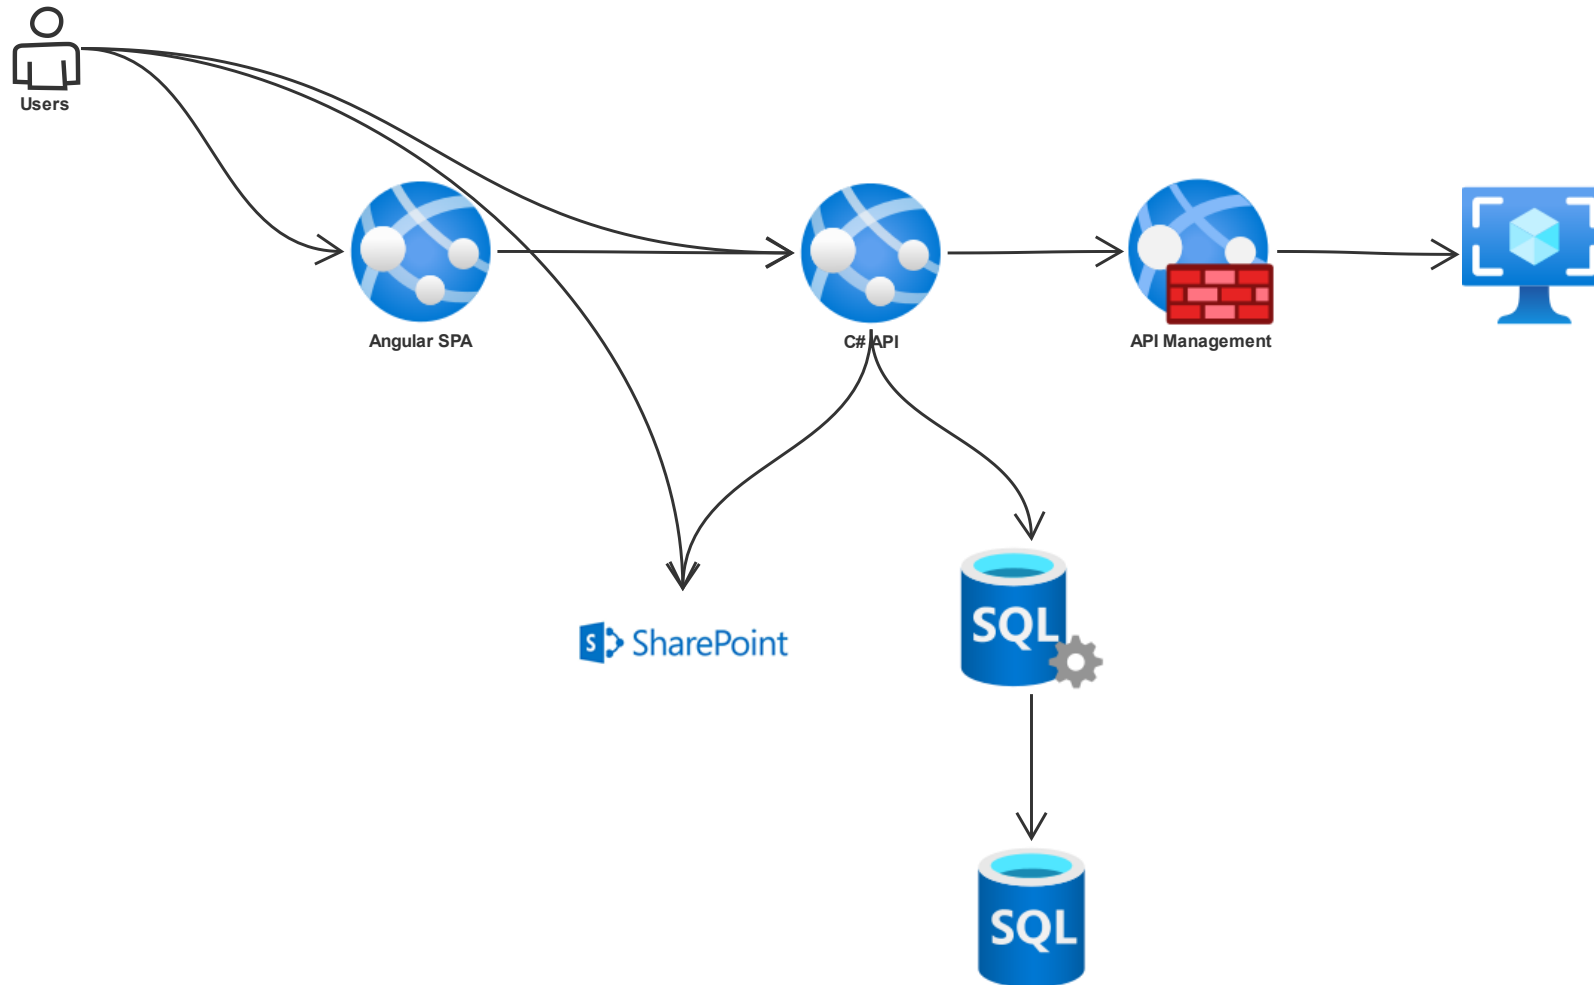 Users
Angular SPA
C# API
API Management
S SharePoint
SQL
SQL